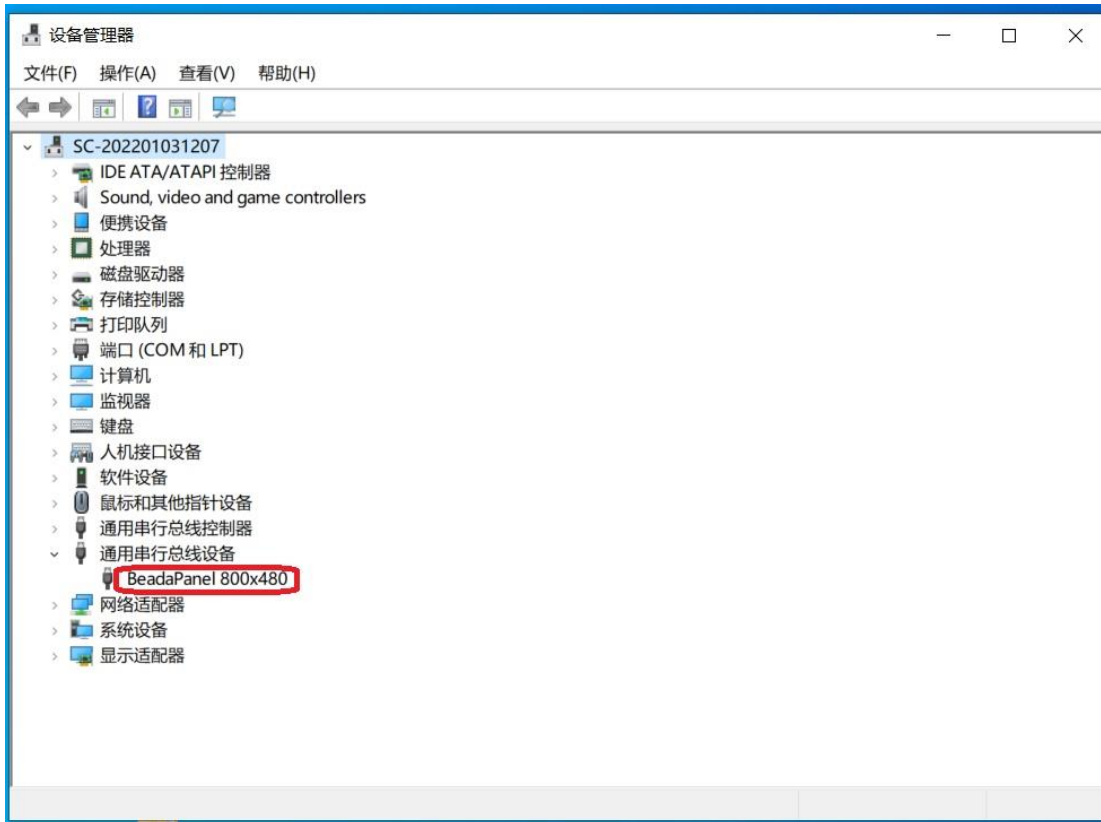 设备管理器
文件(F) 操作(A) 查看(V) 帮助(H)
SC-202201031207
IDE ATA/ATAPI 控制器
Sound, video and game controllers
便携设备
处理器
磁盘驱动器
存储控制器
打印队列
端口 (COM 和 LPT)
计算机
监视器
键盘
人机接口设备
软件设备
鼠标和其他指针设备
通用串行总线控制器
通用串行总线设备
BeadaPanel 800x480
网络适配器
系统设备
显示适配器